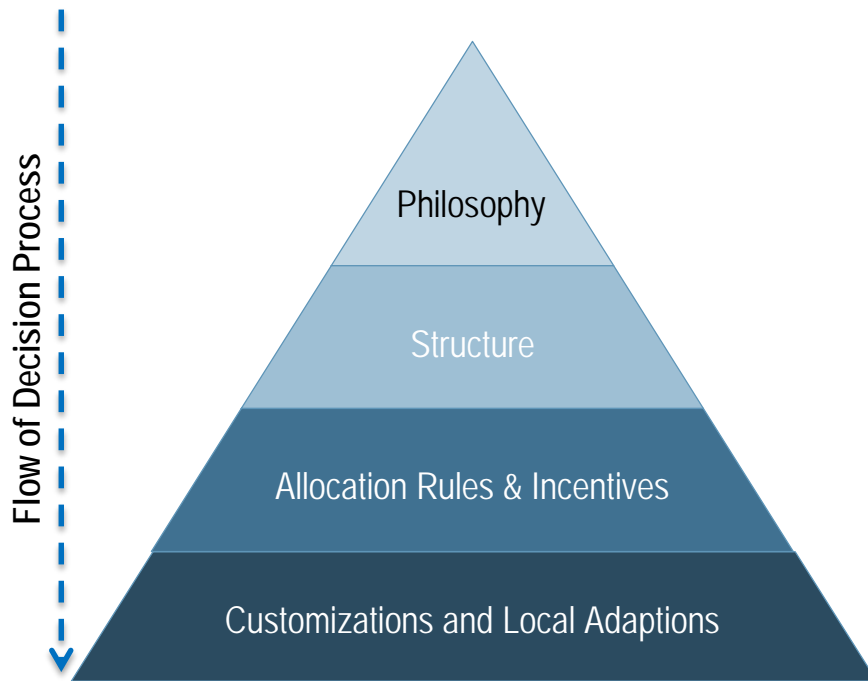 Flow of Decision Process
Philosophy
Structure
Allocation Rules & Incentives
Customizations and Local Adaptions